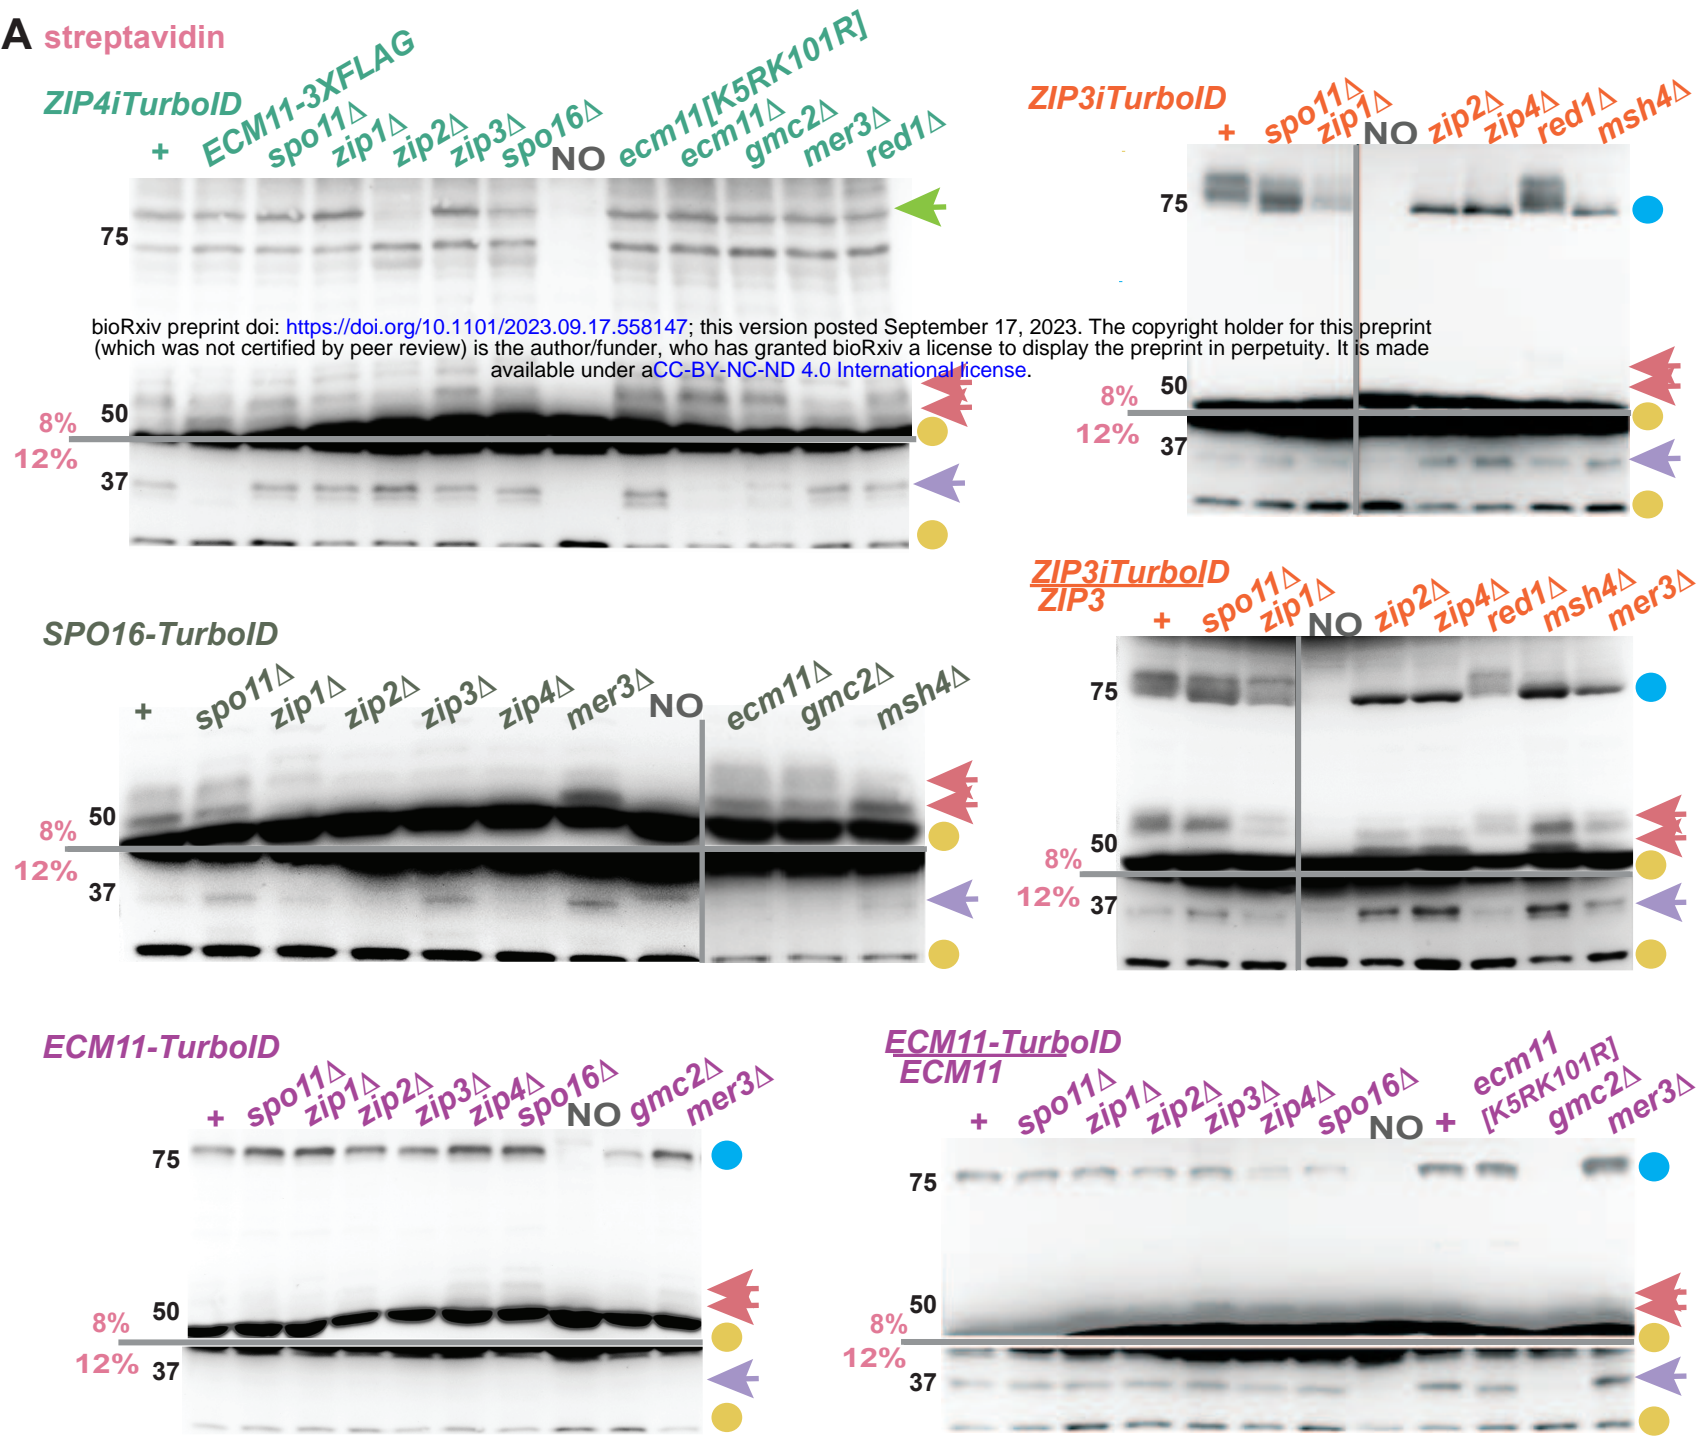 A streptavidin
ZIP4iTurboID
+ ECM11-3XFLAG spo11Δ zip1Δ zip2Δ zip3Δ spo16Δ NO ecm11[K5RK101R] ecm11Δ gmc2Δ mer3Δ red1Δ
75
50
8%
12%
37
ZIP3iTurboID
+ spo11Δ zip1Δ NO zip2Δ zip4Δ red1Δ msh4Δ
75
50
8%
12%
37
bioRxiv preprint doi: https://doi.org/10.1101/2023.09.17.558147; this version posted September 17, 2023. The copyright holder for this preprint
(which was not certified by peer review) is the author/funder, who has granted bioRxiv a license to display the preprint in perpetuity. It is made
available under aCC-BY-NC-ND 4.0 International license.
SPO16-TurboID
+ spo11Δ zip1Δ zip2Δ zip3Δ zip4Δ mer3Δ NO ecm11Δ gmc2Δ msh4Δ
50
8%
12%
37
ZIP3iTurboID
ZIP3
+ spo11Δ zip1Δ NO zip2Δ zip4Δ red1Δ msh4Δ mer3Δ
75
50
8%
12%
37
ECM11-TurboID
+ spo11Δ zip1Δ zip2Δ zip3Δ zip4Δ spo16Δ NO gmc2Δ mer3Δ
75
50
8%
12%
37
ECM11-TurboID
ECM11
+ spo11Δ zip1Δ zip2Δ zip3Δ zip4Δ spo16Δ NO + ecm11 [K5RK101R] gmc2Δ mer3Δ
75
50
8%
12%
37